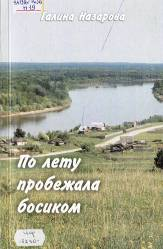 Галина Назарова
По лету
пробежала
босиком